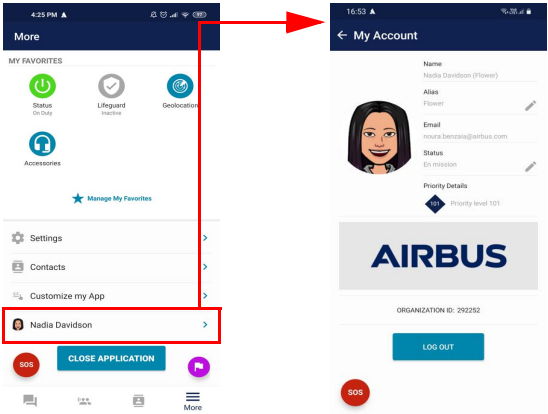 4:25 PM
82
More
MY FAVORITES
Status
On Duty
Lifeguard
Inactive
Geolocation
Accessories
Manage My Favorites
Settings
Contacts
Customize my App
Nadia Davidson
SOS
CLOSE APPLICATION
More
16:53
My Account
Name
Nadia Davidson (Flower)
Alias
Flower
Email
noura.benzaia@airbus.com
Status
En mission
Priority Details
101
Priority level 101
AIRBUS
ORGANIZATION ID: 292252
LOG OUT
SOS